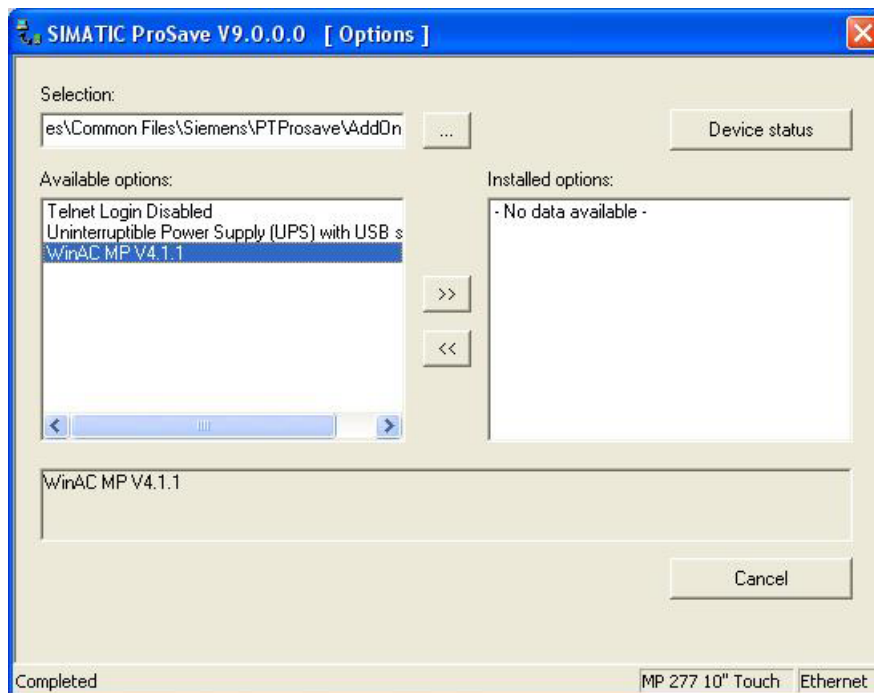 SIMATIC ProSave V9.0.0.0 [ Options ]
Selection:
es\Common Files\Siemens\PTProsave\AddOn
...
Device status
Available options:
Installed options:
Telnet Login Disabled
Uninterruptible Power Supply (UPS) with USB s
WinAC MP V4.1.1
- No data available -
>>
<<
WinAC MP V4.1.1
Cancel
Completed
MP 277 10" Touch
Ethernet